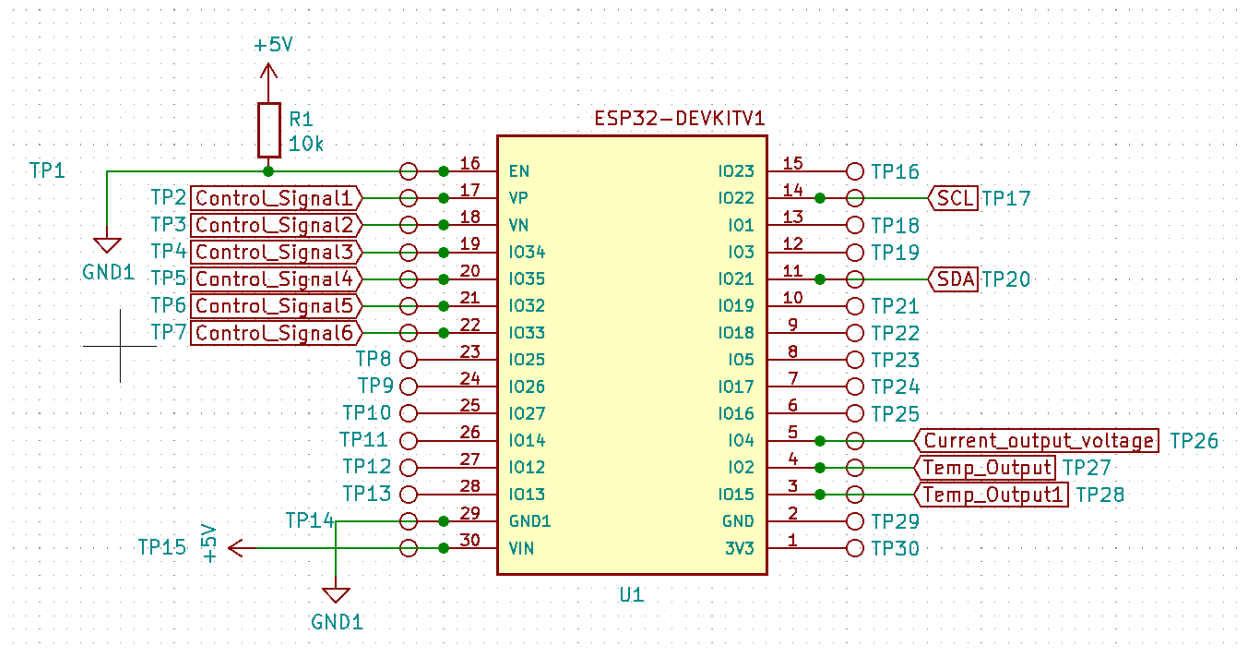 +5V
R1
10k
ESP32-DEVKITV1
TP1
16
EN
IO23
15
TP16
TP2
Control_Signal1
17
VP
IO22
14
SCL
TP17
TP3
Control_Signal2
18
VN
IO1
13
TP18
TP4
Control_Signal3
19
IO34
IO3
12
TP19
GND1
TP5
Control_Signal4
20
IO35
IO21
11
SDA
TP20
TP6
Control_Signal5
21
IO32
IO19
10
TP21
TP7
Control_Signal6
22
IO33
IO18
9
TP22
TP8
23
IO25
IO5
8
TP23
TP9
24
IO26
IO17
7
TP24
TP10
25
IO27
IO16
6
TP25
TP11
26
IO14
IO4
5
Current_output_voltage
TP26
TP12
27
IO12
IO2
4
Temp_Output
TP27
TP13
28
IO13
IO15
3
Temp_Output1
TP28
TP14
29
GND1
GND
2
TP29
TP15
+5V
30
VIN
3V3
1
TP30
U1
GND1